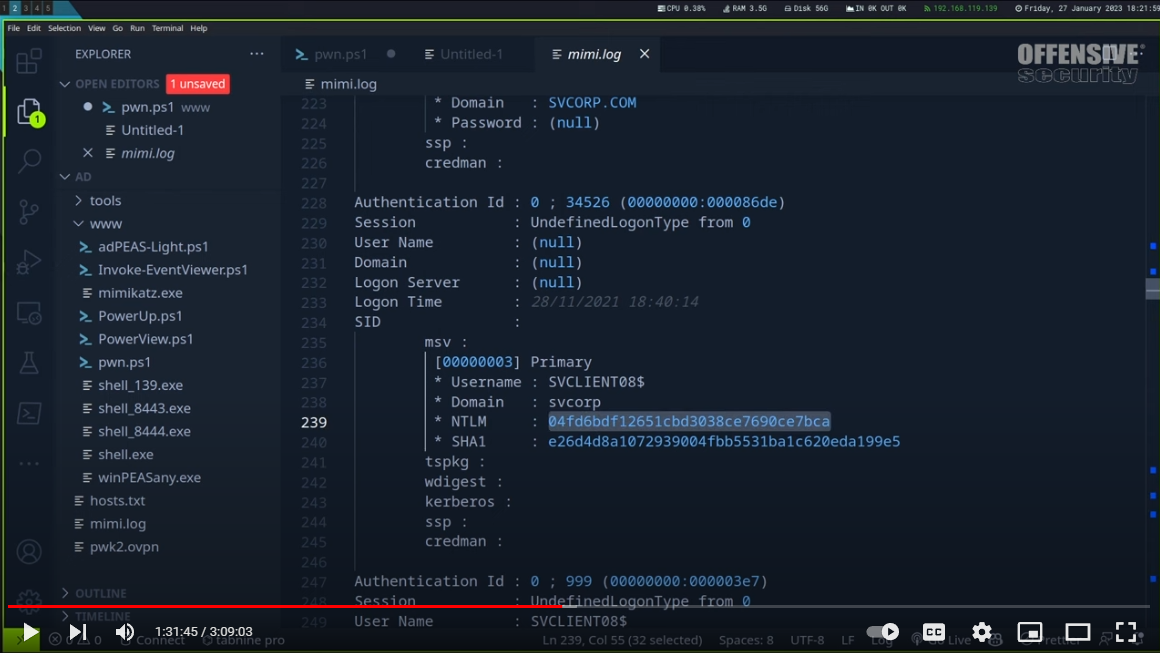 1 2 3 4 5
CPU 0.38% RAM 3.5G Disk 56G IN 0K OUT 0K 192.168.119.139 Friday, 27 January 2023 18:21:59
File Edit Selection View Go Run Terminal Help
EXPLORER
OPEN EDITORS 1 unsaved
pwn.ps1 www
Untitled-1
mimi.log
AD
tools
www
adPEAS-Light.ps1
Invoke-EventViewer.ps1
mimikatz.exe
PowerUp.ps1
PowerView.ps1
pwn.ps1
shell_139.exe
shell_8443.exe
shell_8444.exe
shell.exe
winPEASany.exe
hosts.txt
mimi.log
pwk2.ovpn
OUTLINE
TIMELINE
1
pwn.ps1 Untitled-1 mimi.log
OFFENSIVE®
security
mimi.log
223 * Domain : SVCORP.COM
224 * Password : (null)
225 ssp :
226 credman :
227
228 Authentication Id : 0 ; 34526 (00000000:000086de)
229 Session : UndefinedLogonType from 0
230 User Name : (null)
231 Domain : (null)
232 Logon Server : (null)
233 Logon Time : 28/11/2021 18:40:14
234 SID :
235 msv :
236 [00000003] Primary
237 * Username : SVCLIENT08$
238 * Domain : svcorp
239 * NTLM : 04fd6bdf12651cbd3038ce7690ce7bca
240 * SHA1 : e26d4d8a1072939004fbb5531ba1c620eda199e5
241 tspkg :
242 wdigest :
243 kerberos :
244 ssp :
245 credman :
246
247 Authentication Id : 0 ; 999 (00000000:000003e7)
248 Session : UndefinedLogonType from 0
249 User Name : SVCLIENT08$
1:31:45 / 3:09:03
CC
0 0 Connect tabnine pro Ln 239, Col 55 (32 selected) Spaces: 8 UTF-8 LF Log Go Live Prettier